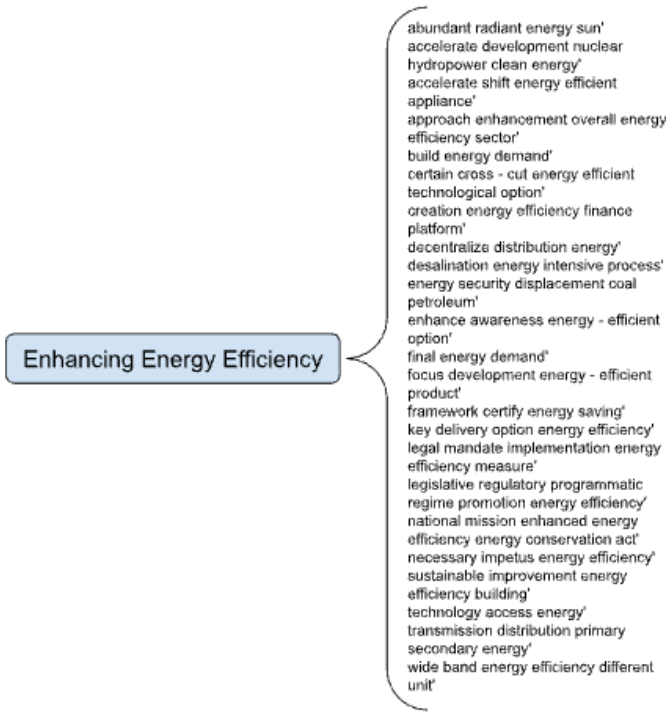 Enhancing Energy Efficiency
abundant radiant energy sun'
accelerate development nuclear
hydropower clean energy'
accelerate shift energy efficient
appliance'
approach enhancement overall energy
efficiency sector'
build energy demand'
certain cross - cut energy efficient
technological option'
creation energy efficiency finance
platform'
decentralize distribution energy'
desalination energy intensive process'
energy security displacement coal
petroleum'
enhance awareness energy - efficient
option'
final energy demand'
focus development energy - efficient
product'
framework certify energy saving'
key delivery option energy efficiency'
legal mandate implementation energy
efficiency measure'
legislative regulatory programmatic
regime promotion energy efficiency'
national mission enhanced energy
efficiency energy conservation act'
necessary impetus energy efficiency'
sustainable improvement energy
efficiency building'
technology access energy'
transmission distribution primary
secondary energy'
wide band energy efficiency different
unit'